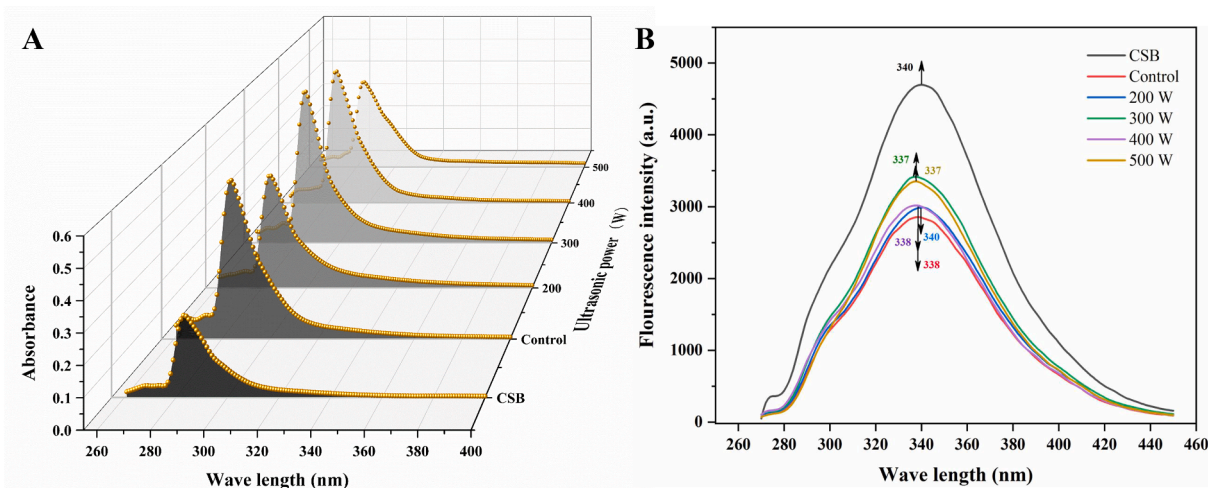 A
0.6
0.5
0.4
0.3
0.2
0.1
0.0
Absorbance
260 280 300 320 340 360 380 400
Wave length (nm)
CSB
Control
200
300
400
500
Ultrasonic power (W)
B
5000
4000
3000
2000
1000
0
Flourescence intensity (a.u.)
260 280 300 320 340 360 380 400 420 440 460
Wave length (nm)
CSB
Control
200 W
300 W
400 W
500 W
340
337
337
338
340
338